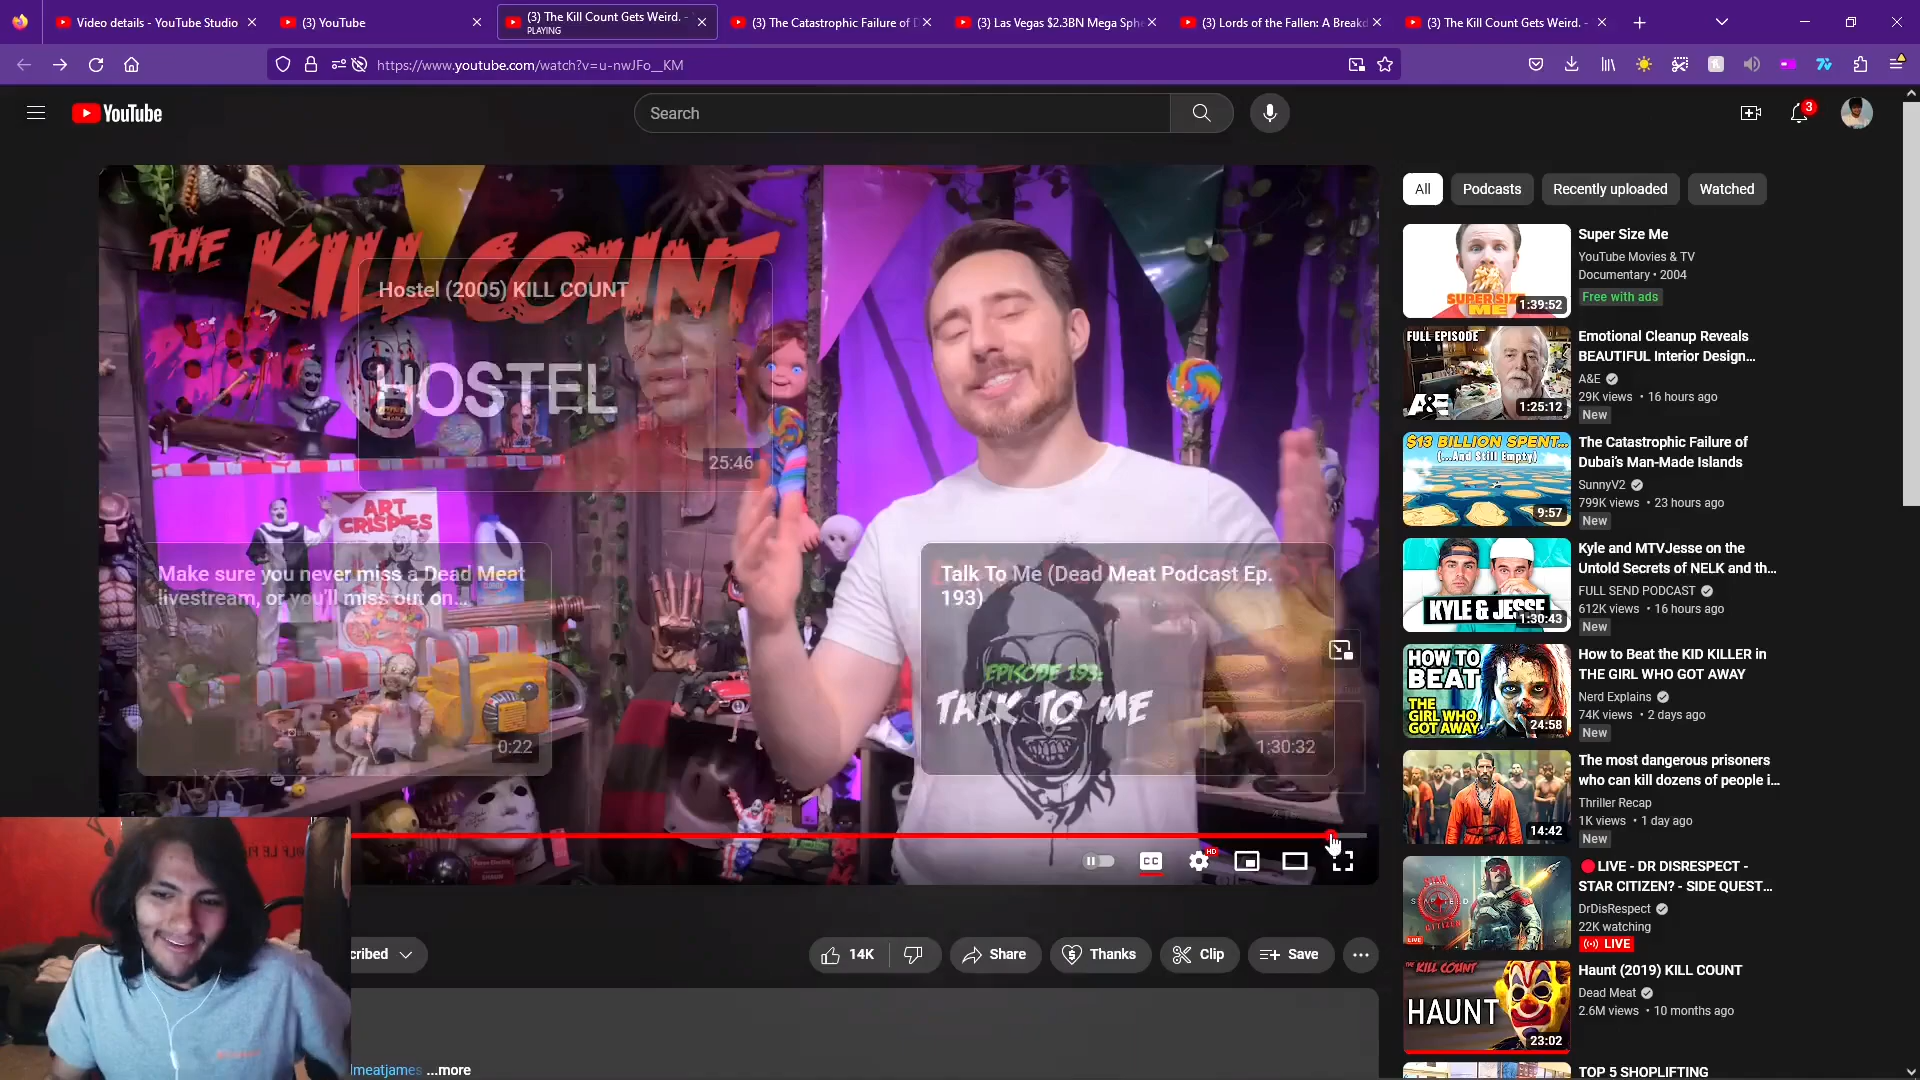 Video details - YouTube Studio
(3) YouTube
(3) The Kill Count Gets Weird. -
PLAYING
(3) The Catastrophic Failure of D
(3) Las Vegas $2.3BN Mega Sphe
(3) Lords of the Fallen: A Breakd
(3) The Kill Count Gets Weird. -
https://www.youtube.com/watch?v=u-nwJFo__KM
YouTube
Search
3
All
Podcasts
Recently uploaded
Watched
THE KILL COUNT
Hostel (2005) KILL COUNT
HOSTEL
25:46
ART
CRISPIES
Make sure you never miss a Dead Meat
livestream, or you'll miss out on...
0:22
Talk To Me (Dead Meat Podcast Ep.
193)
EPISODE 193:
TALK TO ME
1:30:32
CC
HD
cribed
14K
Share
Thanks
Clip
Save
lmeatjames ...more
SUPER SIZE
ME
1:39:52
Super Size Me
YouTube Movies & TV
Documentary • 2004
Free with ads
FULL EPISODE
A&E
1:25:12
Emotional Cleanup Reveals
BEAUTIFUL Interior Design...
A&E
29K views • 16 hours ago
New
$13 BILLION SPENT...
(...And Still Empty)
9:57
The Catastrophic Failure of
Dubai's Man-Made Islands
SunnyV2
799K views • 23 hours ago
New
KYLE & JESSE
1:30:43
Kyle and MTVJesse on the
Untold Secrets of NELK and th...
FULL SEND PODCAST
612K views • 16 hours ago
New
HOW TO
BEAT
THE
GIRL WHO
GOT AWAY
24:58
How to Beat the KID KILLER in
THE GIRL WHO GOT AWAY
Nerd Explains
74K views • 2 days ago
New
14:42
The most dangerous prisoners
who can kill dozens of people i...
Thriller Recap
1K views • 1 day ago
New
LIVE
LIVE - DR DISRESPECT -
STAR CITIZEN? - SIDE QUEST...
DrDisRespect
22K watching
LIVE
THE KILL COUNT
HAUNT
23:02
Haunt (2019) KILL COUNT
Dead Meat
2.6M views • 10 months ago
TOP 5 SHOPLIFTING